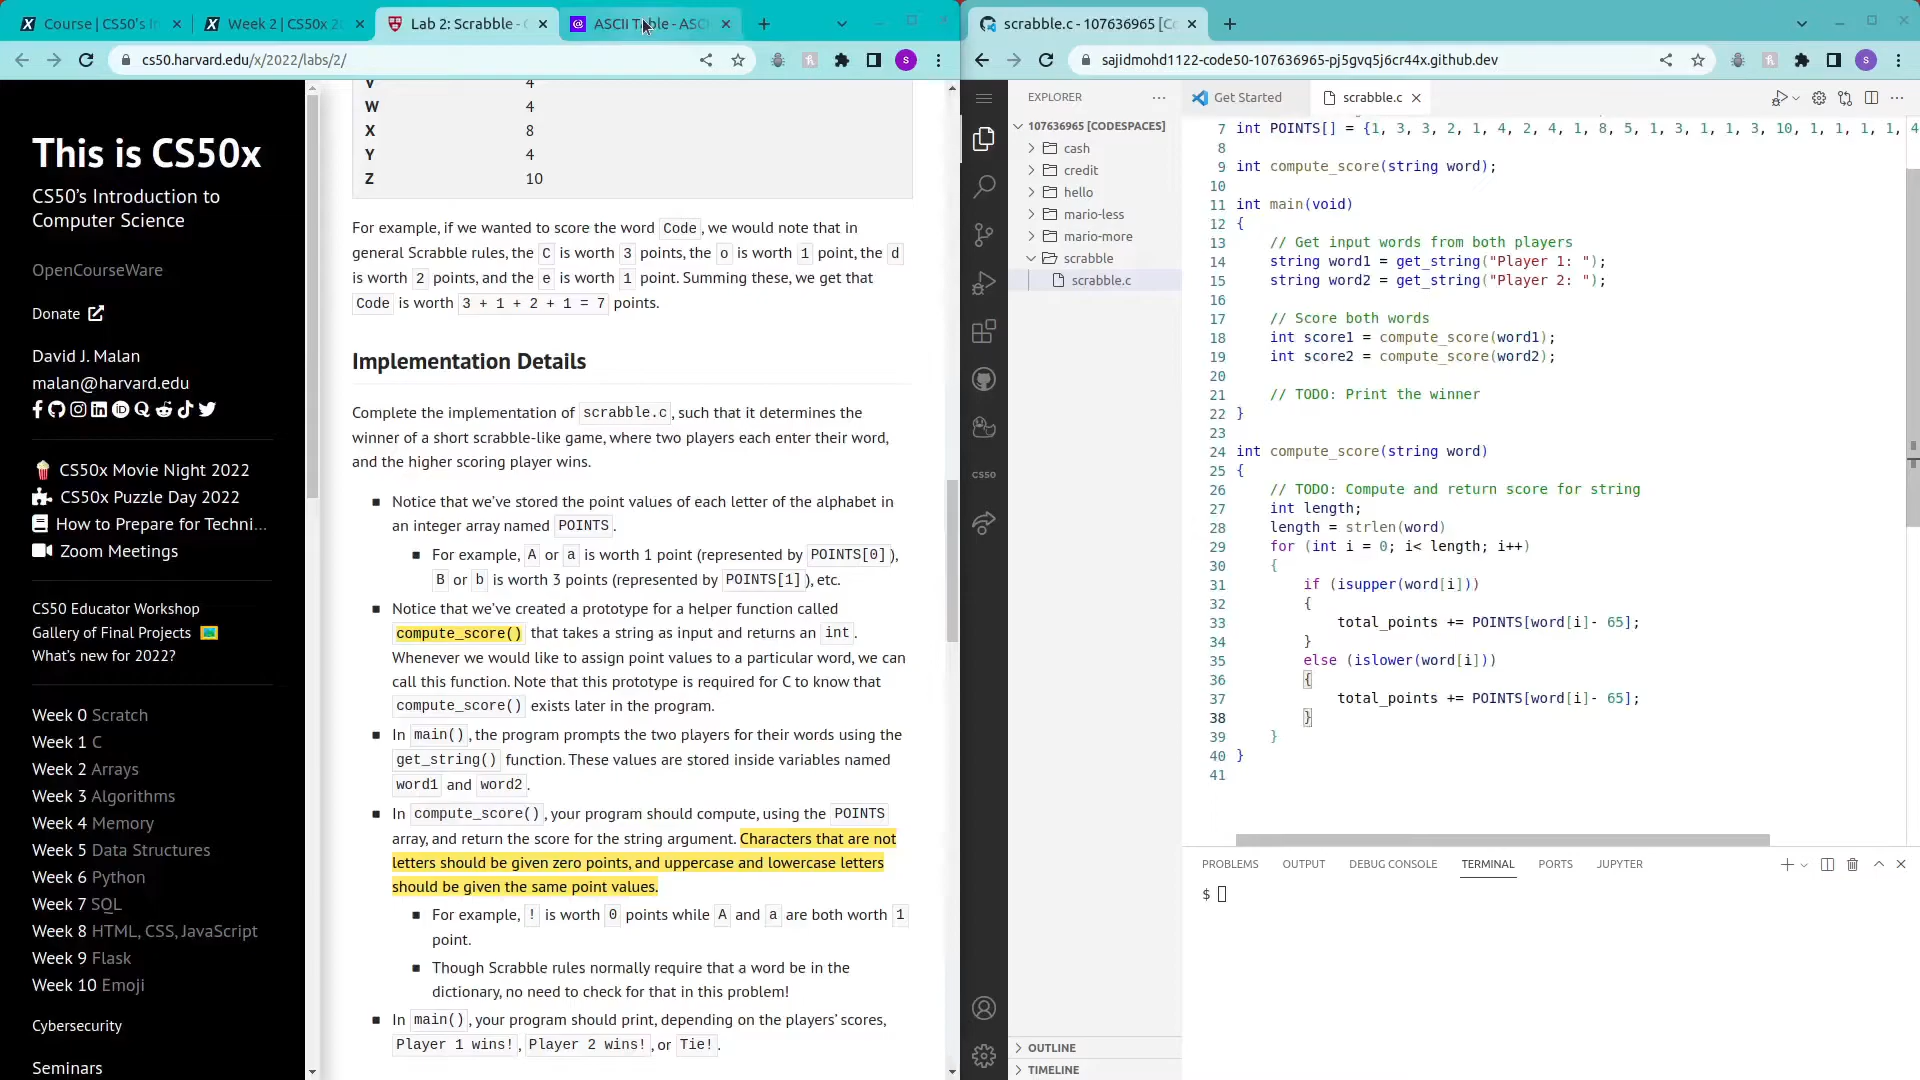 Course | CS50's I
Week 2 | CS50x 20
Lab 2: Scrabble - C
ASCII Table - ASC
cs50.harvard.edu/x/2022/labs/2/
S
This is CS50x
CS50's Introduction to
Computer Science
OpenCourseWare
Donate
David J. Malan
malan@harvard.edu
CS50x Movie Night 2022
CS50x Puzzle Day 2022
How to Prepare for Techni...
Zoom Meetings
CS50 Educator Workshop
Gallery of Final Projects
What's new for 2022?
Week 0 Scratch
Week 1 C
Week 2 Arrays
Week 3 Algorithms
Week 4 Memory
Week 5 Data Structures
Week 6 Python
Week 7 SQL
Week 8 HTML, CSS, JavaScript
Week 9 Flask
Week 10 Emoji
Cybersecurity
Seminars
V 4
W 4
X 8
Y 4
Z 10
For example, if we wanted to score the word Code, we would note that in
general Scrabble rules, the C is worth 3 points, the o is worth 1 point, the d
is worth 2 points, and the e is worth 1 point. Summing these, we get that
Code is worth 3 + 1 + 2 + 1 = 7 points.
Implementation Details
Complete the implementation of scrabble.c, such that it determines the
winner of a short scrabble-like game, where two players each enter their word,
and the higher scoring player wins.
Notice that we've stored the point values of each letter of the alphabet in
an integer array named POINTS.
For example, A or a is worth 1 point (represented by POINTS[0]),
B or b is worth 3 points (represented by POINTS[1]), etc.
Notice that we've created a prototype for a helper function called
compute_score() that takes a string as input and returns an int.
Whenever we would like to assign point values to a particular word, we can
call this function. Note that this prototype is required for C to know that
compute_score() exists later in the program.
In main(), the program prompts the two players for their words using the
get_string() function. These values are stored inside variables named
word1 and word2.
In compute_score(), your program should compute, using the POINTS
array, and return the score for the string argument. Characters that are not
letters should be given zero points, and uppercase and lowercase letters
should be given the same point values.
For example, ! is worth 0 points while A and a are both worth 1
point.
Though Scrabble rules normally require that a word be in the
dictionary, no need to check for that in this problem!
In main(), your program should print, depending on the players' scores,
Player 1 wins!, Player 2 wins!, or Tie!.
scrabble.c - 107636965 [Co
sajidmohd1122-code50-107636965-pj5gvq5j6cr44x.github.dev
S
EXPLORER
107636965 [CODESPACES]
cash
credit
hello
mario-less
mario-more
scrabble
scrabble.c
CS50
OUTLINE
TIMELINE
Get Started
scrabble.c
7 int POINTS[] = {1, 3, 3, 2, 1, 4, 2, 4, 1, 8, 5, 1, 3, 1, 1, 3, 10, 1, 1, 1, 1, 4
8
9 int compute_score(string word);
10
11 int main(void)
12 {
13 // Get input words from both players
14 string word1 = get_string("Player 1: ");
15 string word2 = get_string("Player 2: ");
16
17 // Score both words
18 int score1 = compute_score(word1);
19 int score2 = compute_score(word2);
20
21 // TODO: Print the winner
22 }
23
24 int compute_score(string word)
25 {
26 // TODO: Compute and return score for string
27 int length;
28 length = strlen(word)
29 for (int i = 0; i< length; i++)
30 {
31 if (isupper(word[i]))
32 {
33 total_points += POINTS[word[i]- 65];
34 }
35 else (islower(word[i]))
36 {
37 total_points += POINTS[word[i]- 65];
38 }
39 }
40 }
41
PROBLEMS OUTPUT DEBUG CONSOLE TERMINAL PORTS JUPYTER
$